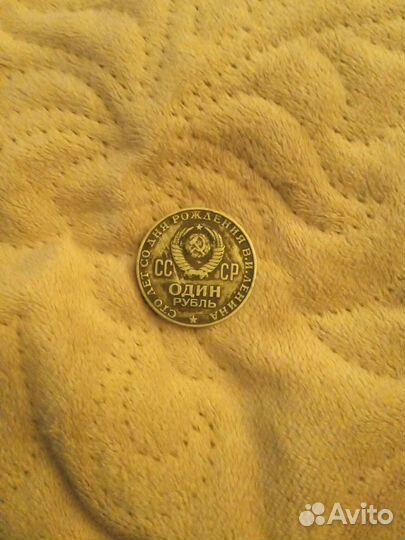 СТО ЛЕТ СО ДНЯ РОЖДЕНИЯ В.И.ЛЕНИНА
СС СР
ОДИН
РУБЛЬ
Avito